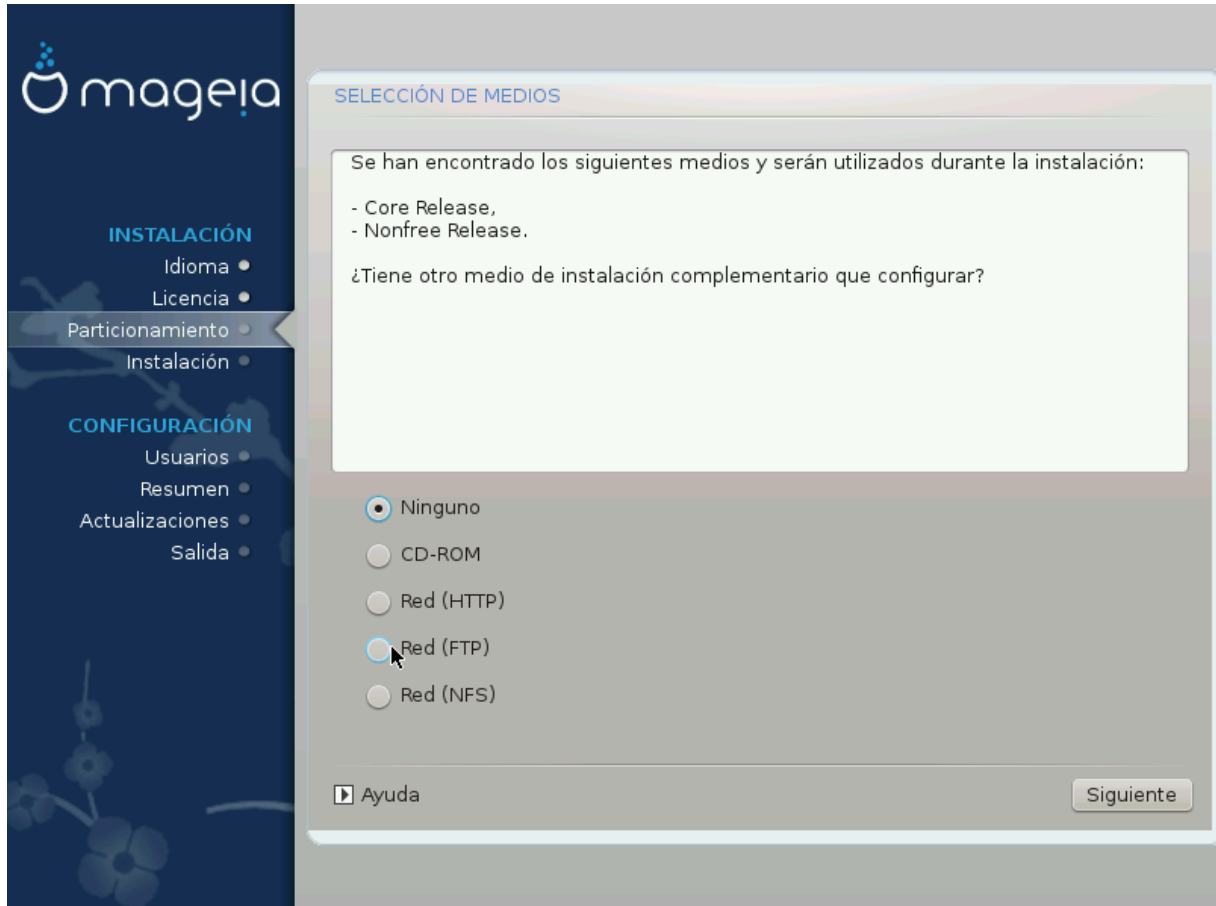 mageia
INSTALACIÓN
Idioma
Licencia
Particionamiento
Instalación
CONFIGURACIÓN
Usuarios
Resumen
Actualizaciones
Salida
SELECCIÓN DE MEDIOS
Se han encontrado los siguientes medios y serán utilizados durante la instalación:
- Core Release,
- Nonfree Release.
¿Tiene otro medio de instalación complementario que configurar?
Ninguno
CD-ROM
Red (HTTP)
Red (FTP)
Red (NFS)
Ayuda
Siguiente